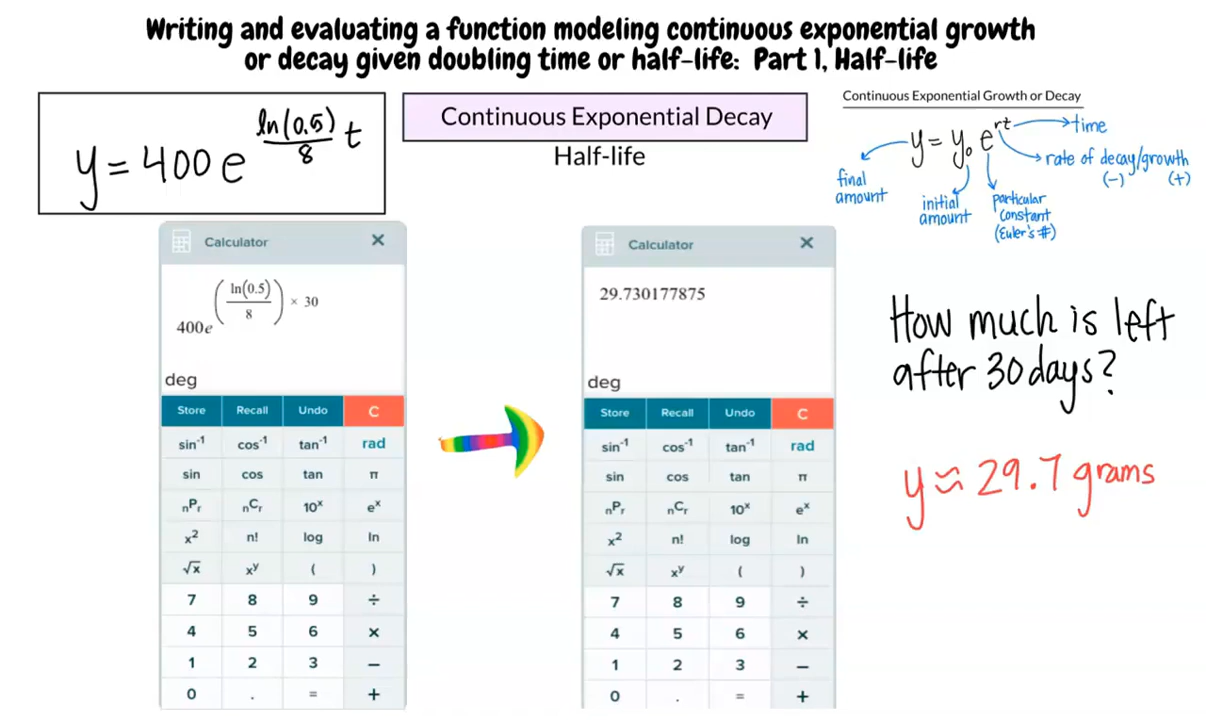 Writing and evaluating a function modeling continuous exponential growth
or decay given doubling time or half-life: Part 1, Half-life
y = 400 e^(ln(0.5)/8 t)
Continuous Exponential Decay
Half-life
Continuous Exponential Growth or Decay
y = y₀ e^(rt)
time
rate of decay/growth
(-) (+)
final
amount
initial
amount
particular
constant
(Euler's #)
Calculator ×
400e^(ln(0.5)/8) × 30
deg
Store Recall Undo C
sin⁻¹ cos⁻¹ tan⁻¹ rad
sin cos tan π
nPr nCr 10ˣ eˣ
x² n! log ln
√x xʸ ( )
7 8 9 ÷
4 5 6 ×
1 2 3 −
0 . = +
Calculator ×
29.730177875
deg
Store Recall Undo C
sin⁻¹ cos⁻¹ tan⁻¹ rad
sin cos tan π
nPr nCr 10ˣ eˣ
x² n! log ln
√x xʸ ( )
7 8 9 ÷
4 5 6 ×
1 2 3 −
0 . = +
How much is left
after 30 days?
y ≈ 29.7 grams